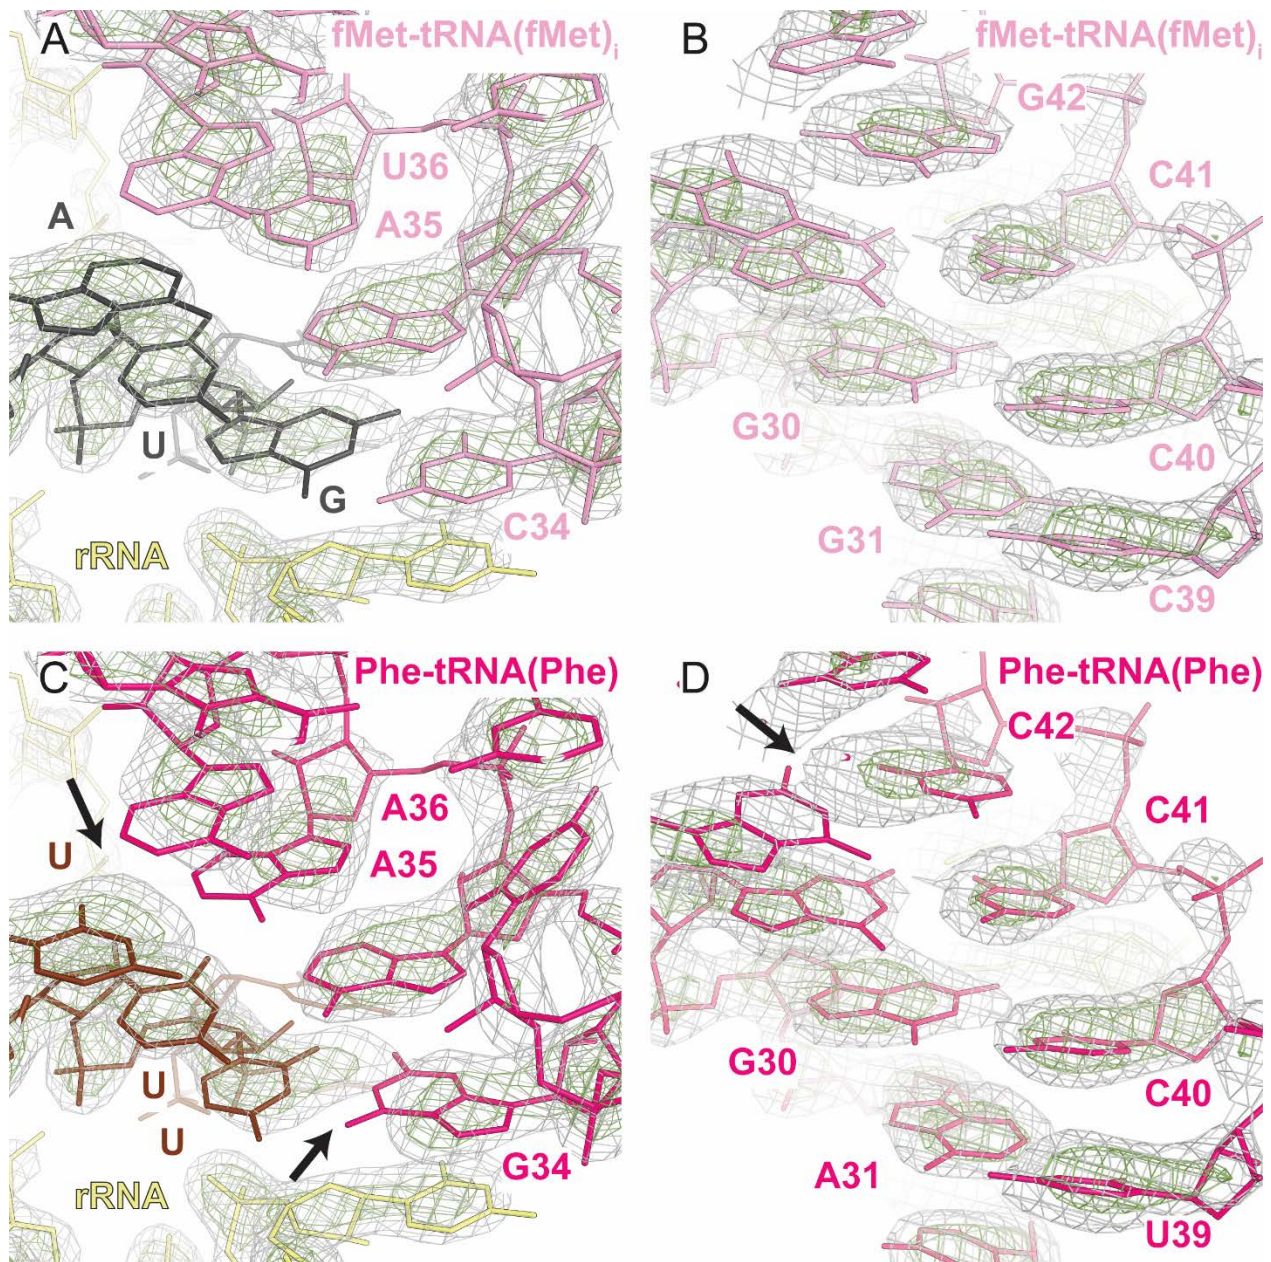 A
fMet-tRNA(fMet)i
U36
A35
A
U
G
C34
rRNA
B
fMet-tRNA(fMet)i
G42
C41
G30
C40
G31
C39
C
Phe-tRNA(Phe)
A36
A35
U
U
U
G34
rRNA
D
Phe-tRNA(Phe)
C42
C41
G30
C40
A31
U39